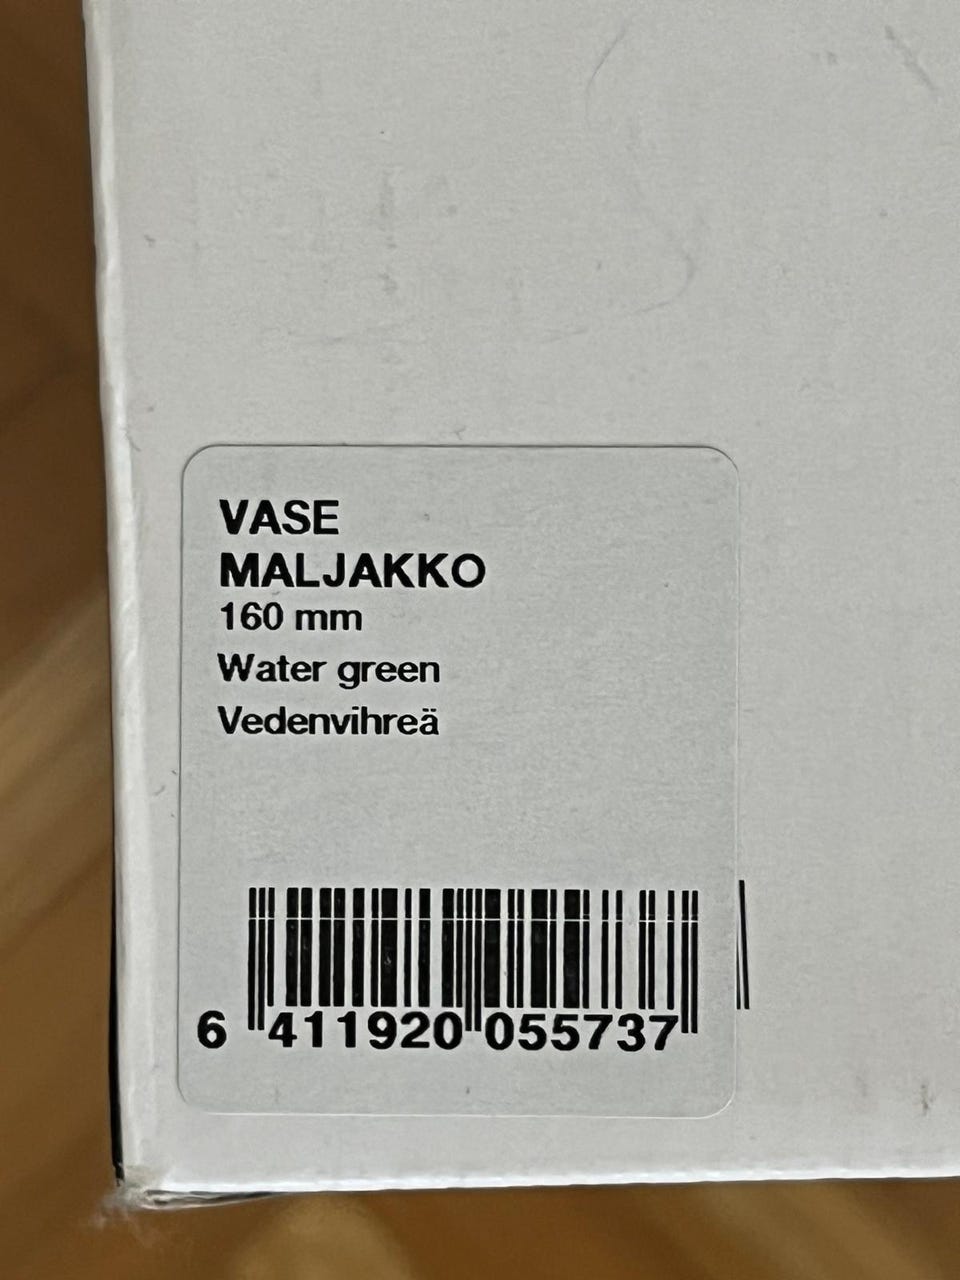 VASE
MALJAKKO
160 mm
Water green
Vedenvihreä
6 411920 055737